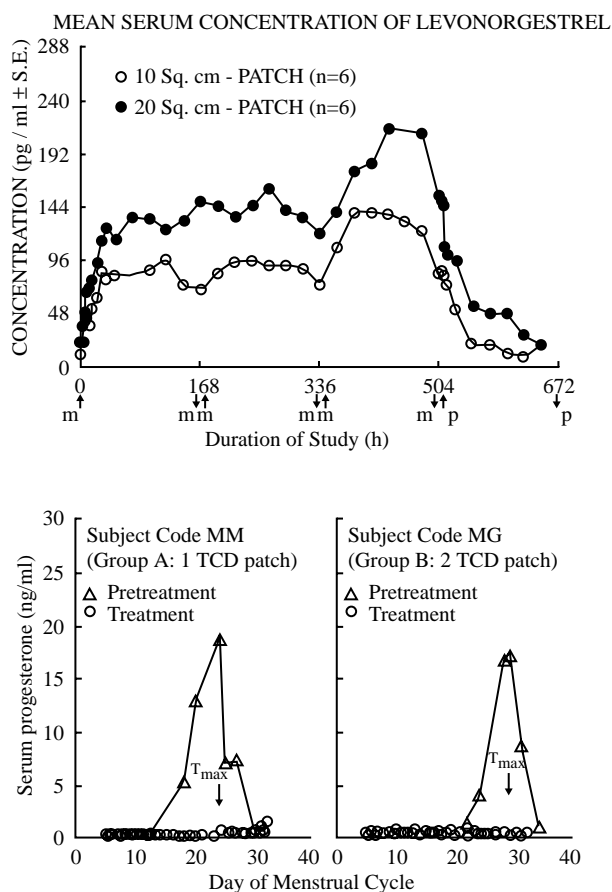 MEAN SERUM CONCENTRATION OF LEVONORGESTREL
CONCENTRATION (pg / ml ± S.E.)
288
240
192
144
96
48
0
10 Sq. cm - PATCH (n=6)
20 Sq. cm - PATCH (n=6)
0 168 336 504 672
m mm mm m p p
Duration of Study (h)
Serum progesterone (ng/ml)
30
25
20
15
10
5
0
Subject Code MM
(Group A: 1 TCD patch)
Pretreatment
Treatment
Tmax
0 10 20 30 40
Subject Code MG
(Group B: 2 TCD patch)
Pretreatment
Treatment
Tmax
0 10 20 30 40
Day of Menstrual Cycle